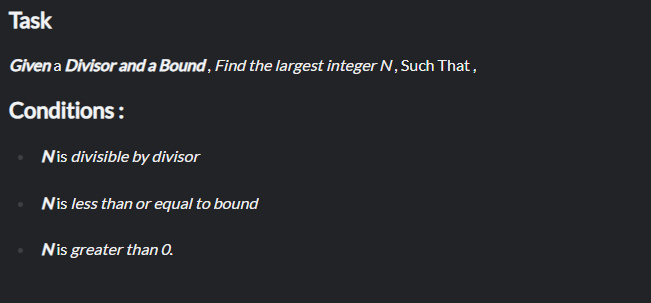 Task
Given a Divisor and a Bound , Find the largest integer N , Such That ,
Conditions :
N is divisible by divisor
N is less than or equal to bound
N is greater than 0.